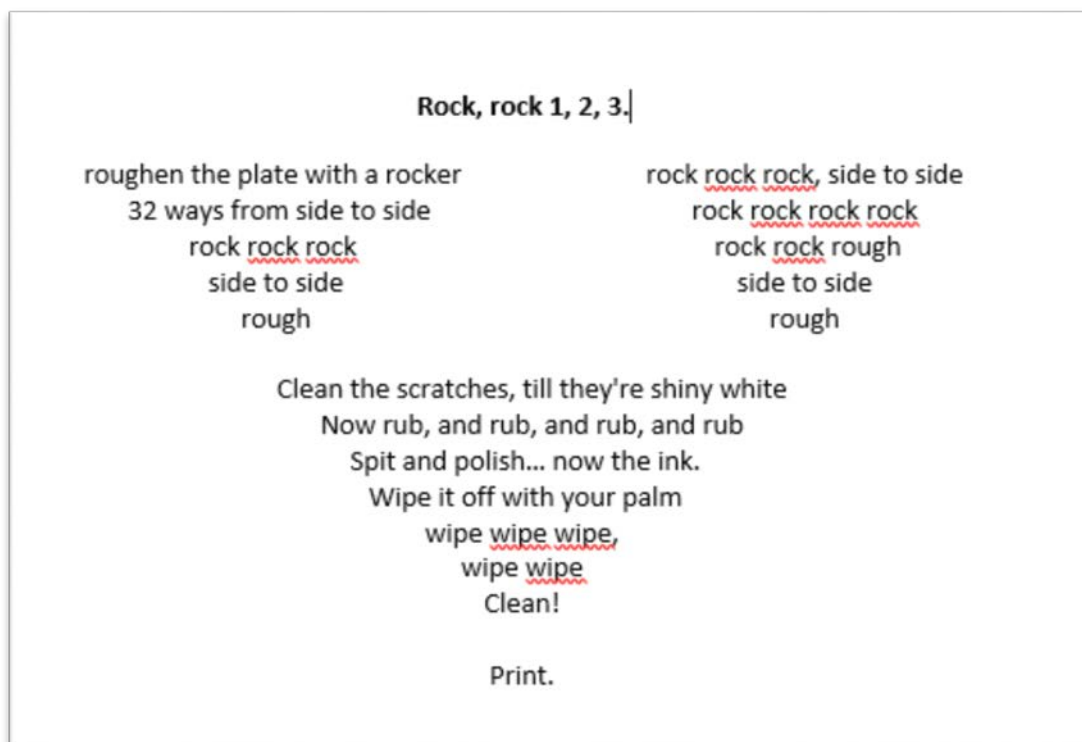 Rock, rock 1, 2, 3.
roughen the plate with a rocker
32 ways from side to side
rock rock rock
side to side
rough
rock rock rock, side to side
rock rock rock rock
rock rock rough
side to side
rough
Clean the scratches, till they're shiny white
Now rub, and rub, and rub, and rub
Spit and polish... now the ink.
Wipe it off with your palm
wipe wipe wipe,
wipe wipe
Clean!
Print.